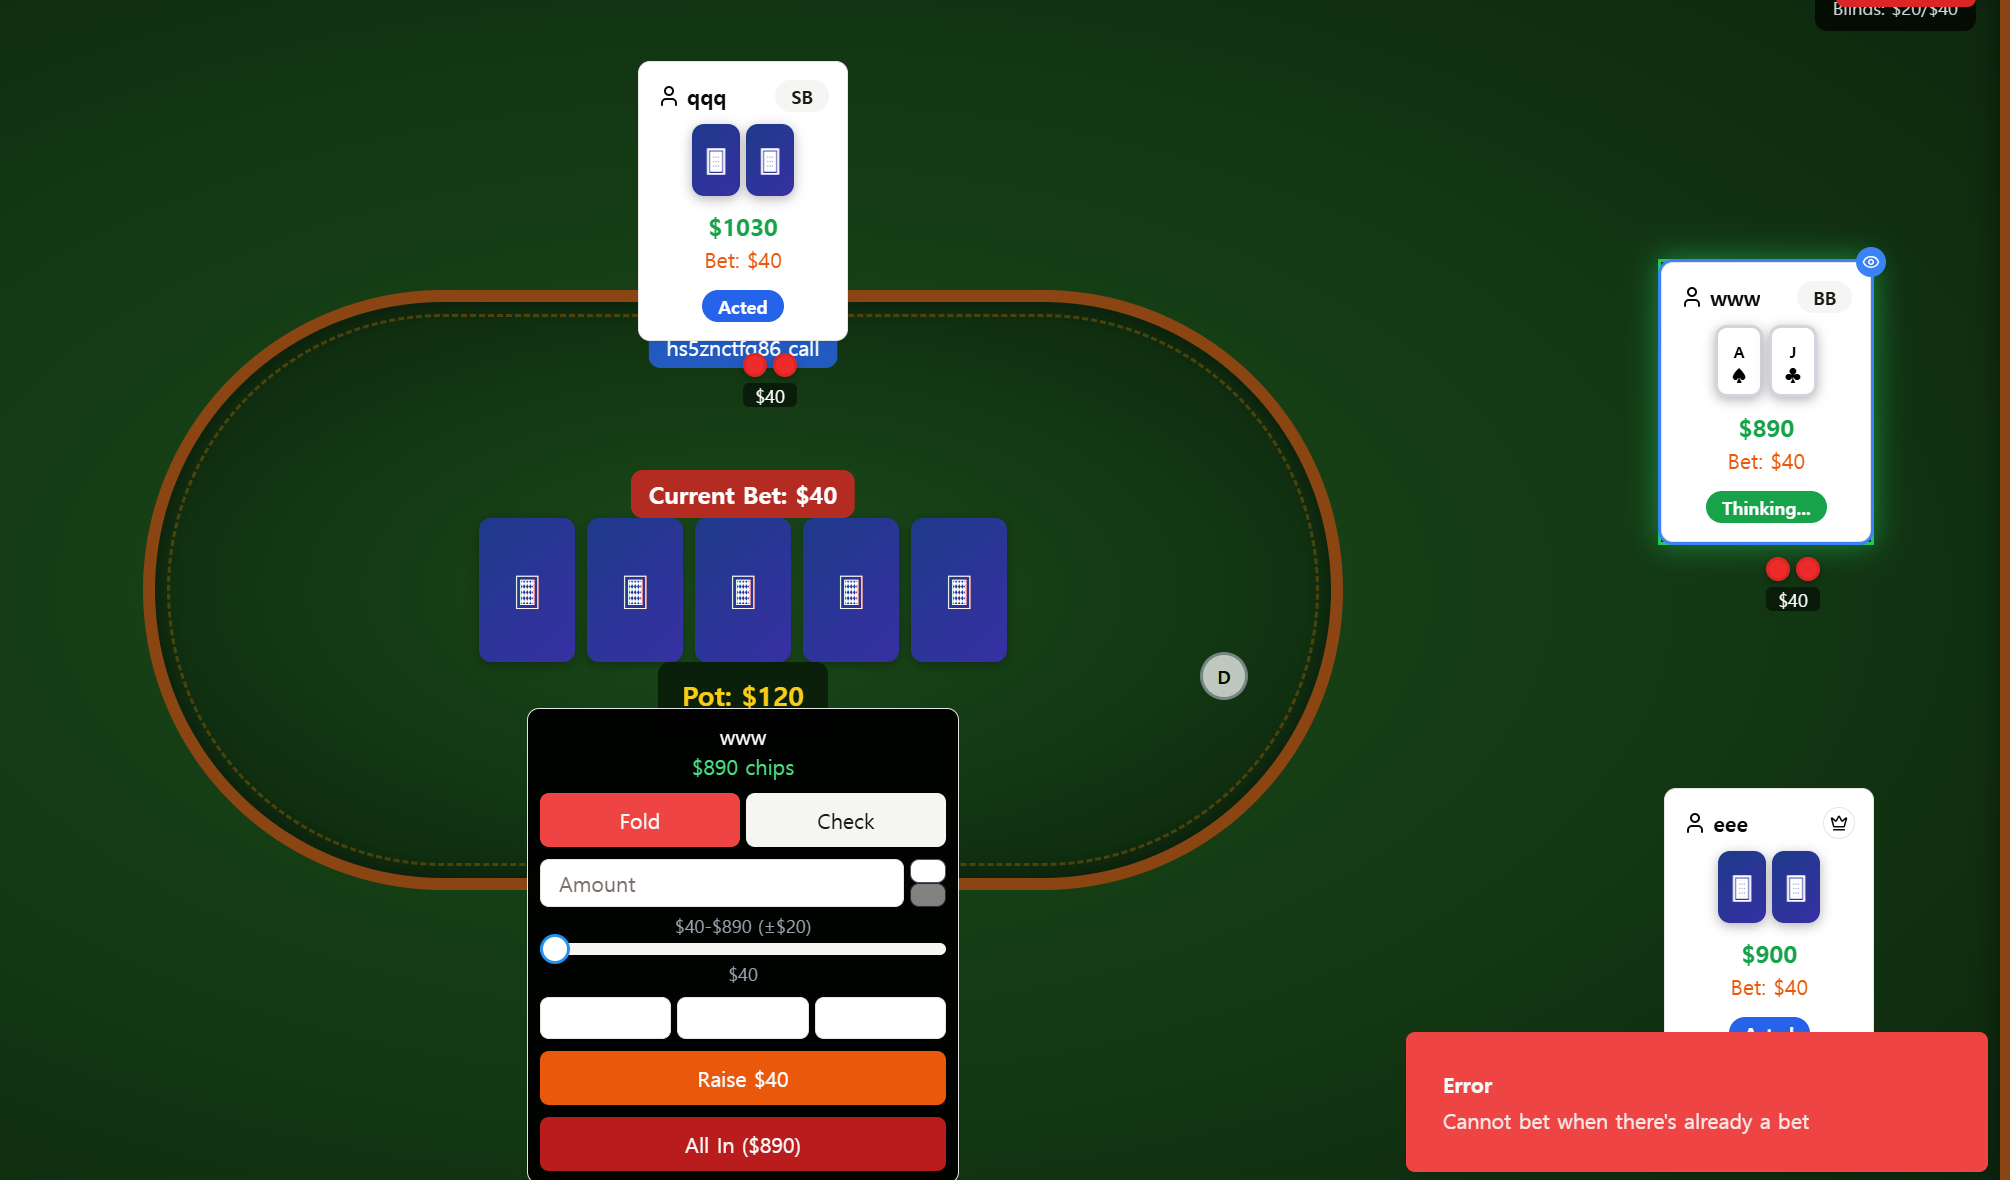 Blinds: $20/$40
qqq
SB
$1030
Bet: $40
Acted
hs5znctfg86 call
$40
www
BB
A
J
$890
Bet: $40
Thinking...
$40
Current Bet: $40
Pot: $120
D
www
$890 chips
Fold
Check
Amount
$40-$890 (±$20)
$40
Raise $40
All In ($890)
eee
$900
Bet: $40
Acted
Error
Cannot bet when there's already a bet